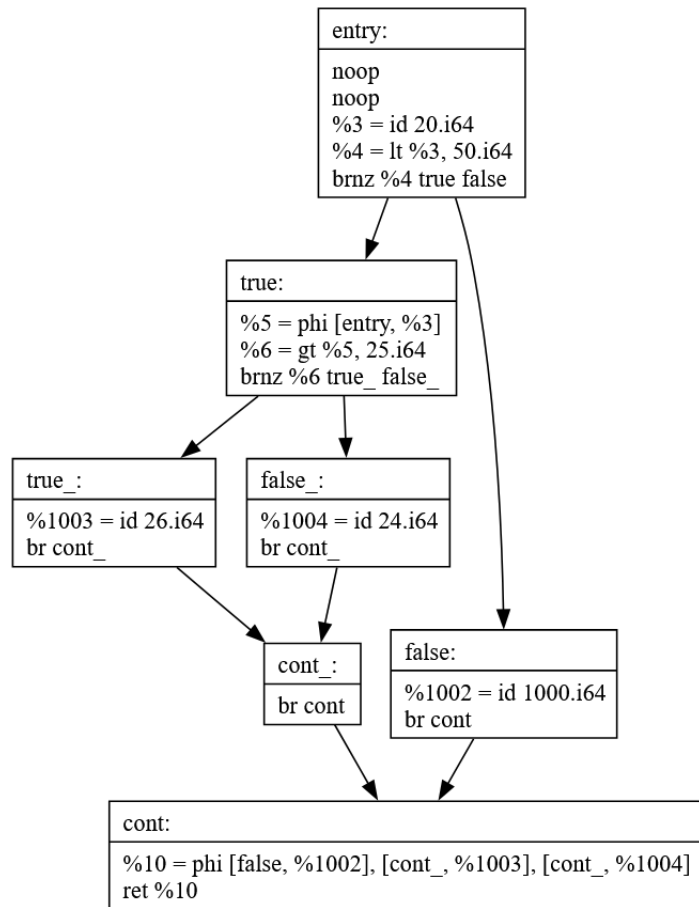 entry:
noop
noop
%3 = id 20.i64
%4 = lt %3, 50.i64
brnz %4 true false
true:
%5 = phi [entry, %3]
%6 = gt %5, 25.i64
brnz %6 true_ false_
true_:
%1003 = id 26.i64
br cont_
false_:
%1004 = id 24.i64
br cont_
cont_:
br cont
false:
%1002 = id 1000.i64
br cont
cont:
%10 = phi [false, %1002], [cont_, %1003], [cont_, %1004]
ret %10